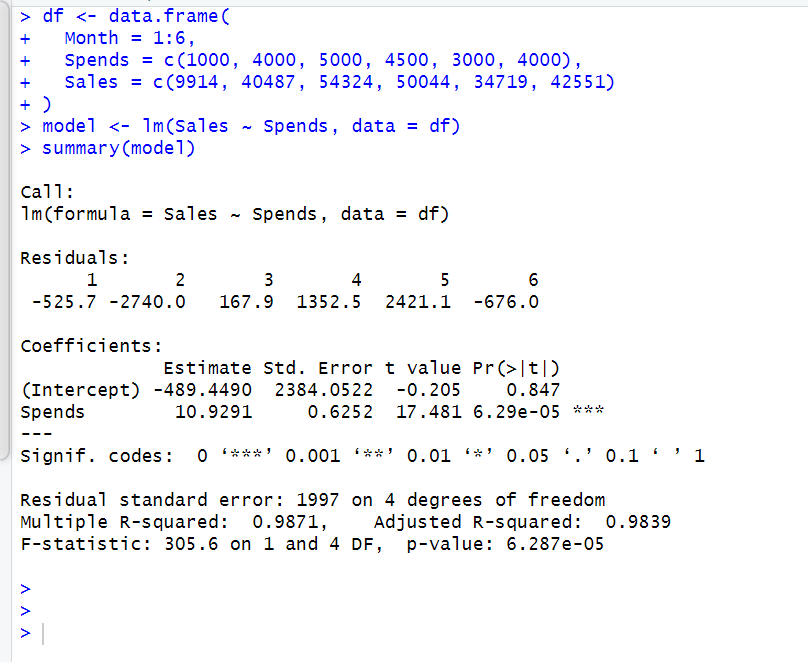 > df <- data.frame(
+   Month = 1:6,
+   Spends = c(1000, 4000, 5000, 4500, 3000, 4000),
+   Sales = c(9914, 40487, 54324, 50044, 34719, 42551)
+ )
> model <- lm(Sales ~ Spends, data = df)
> summary(model)

Call:
lm(formula = Sales ~ Spends, data = df)

Residuals:
      1       2       3       4       5       6
 -525.7 -2740.0   167.9  1352.5  2421.1  -676.0

Coefficients:
             Estimate Std. Error t value Pr(>|t|)
(Intercept) -489.4490  2384.0522  -0.205    0.847
Spends        10.9291     0.6252  17.481 6.29e-05 ***
---
Signif. codes:  0 ‘***’ 0.001 ‘**’ 0.01 ‘*’ 0.05 ‘.’ 0.1 ‘ ’ 1

Residual standard error: 1997 on 4 degrees of freedom
Multiple R-squared:  0.9871,    Adjusted R-squared:  0.9839
F-statistic: 305.6 on 1 and 4 DF,  p-value: 6.287e-05

>
>
>